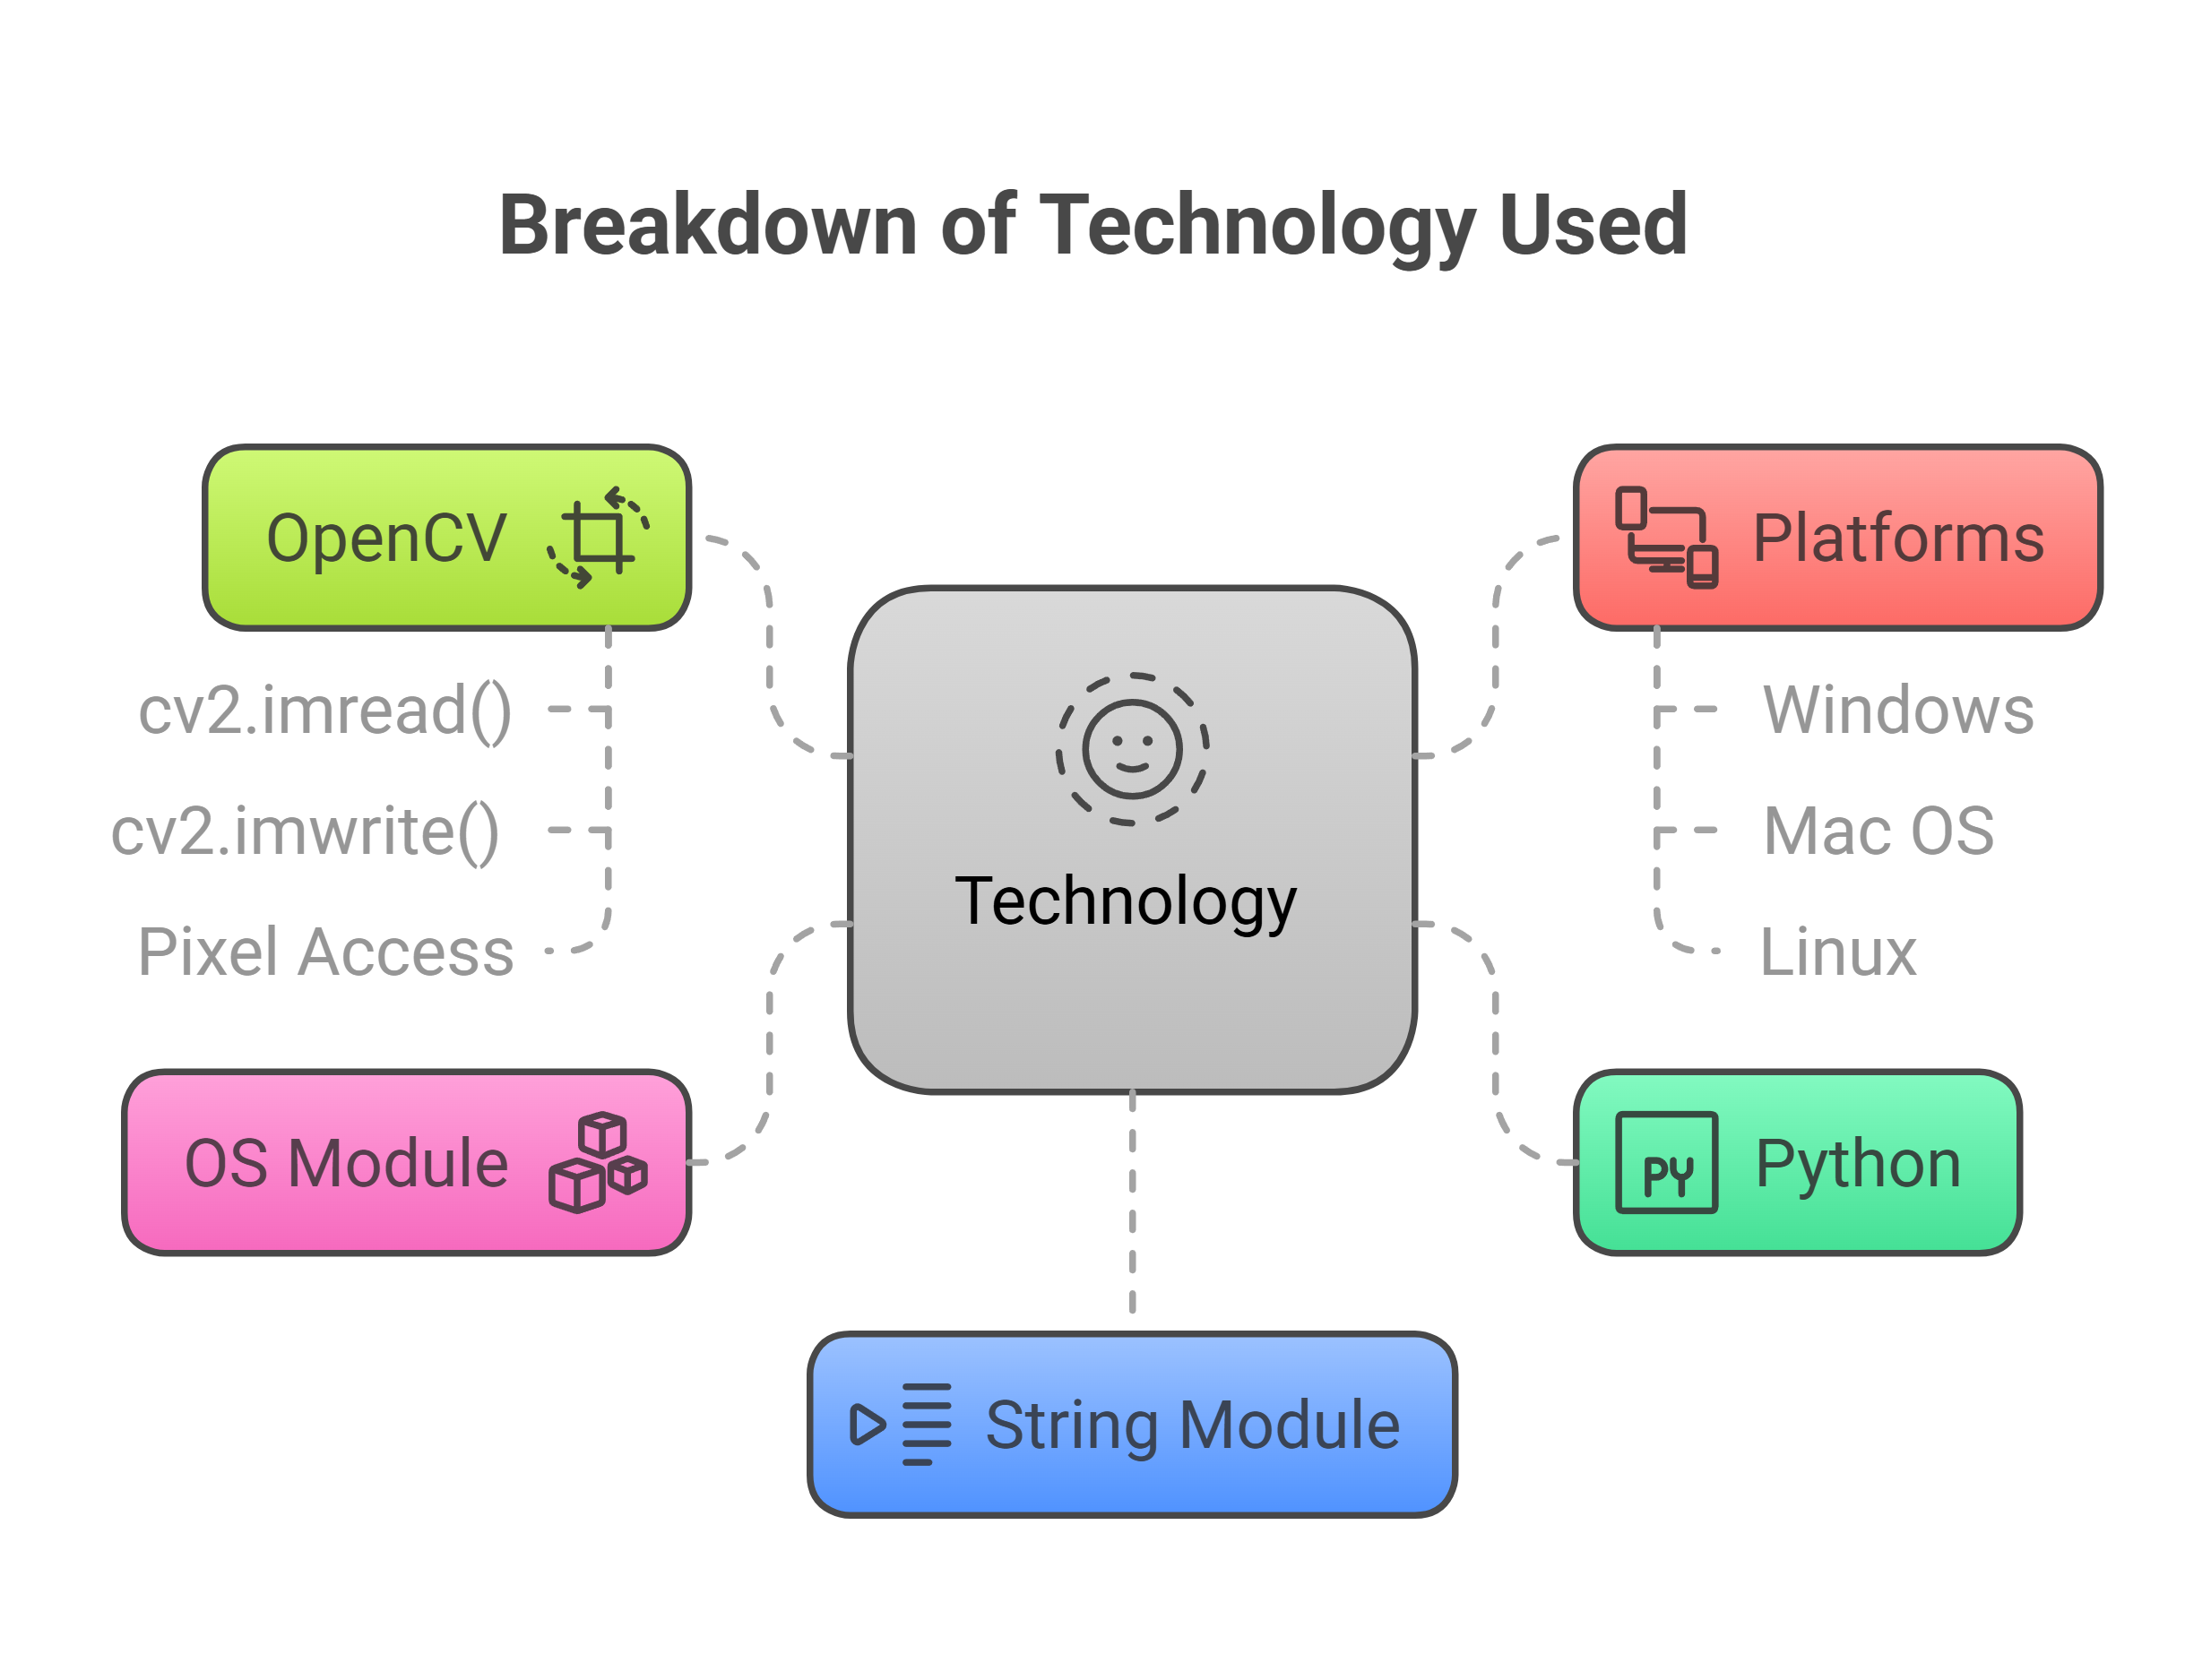 Breakdown of Technology Used
OpenCV
cv2.imread()
cv2.imwrite()
Pixel Access
Platforms
Windows
Mac OS
Linux
Technology
OS Module
PY
Python
String Module